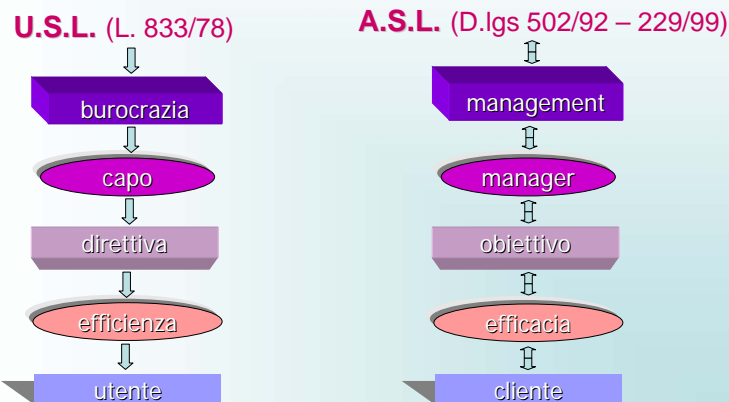 U.S.L. (L. 833/78)
burocrazia
capo
direttiva
efficienza
utente
A.S.L. (D.lgs 502/92 – 229/99)
management
manager
obiettivo
efficacia
cliente